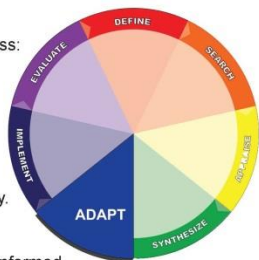 DEFINE
ss:
EVALUATE
SEARCH
IMPLEMENT
APPRAISE
y.
ADAPT
SYNTHESIZE
nformed